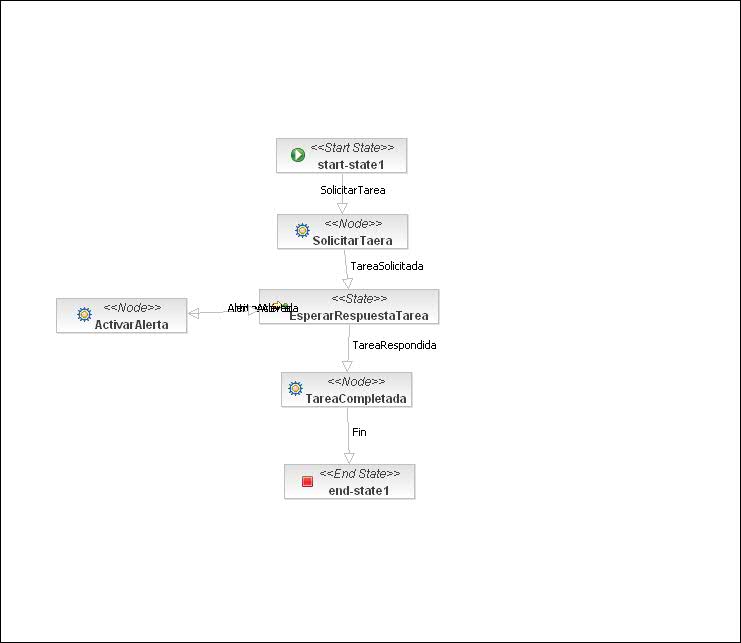 <<Start State>>
start-state1
SolicitarTarea
<<Node>>
SolicitarTaera
TareaSolicitada
<<State>>
EsperarRespuestaTarea
<<Node>>
ActivarAlerta
TareaRespondida
<<Node>>
TareaCompletada
Fin
<<End State>>
end-state1